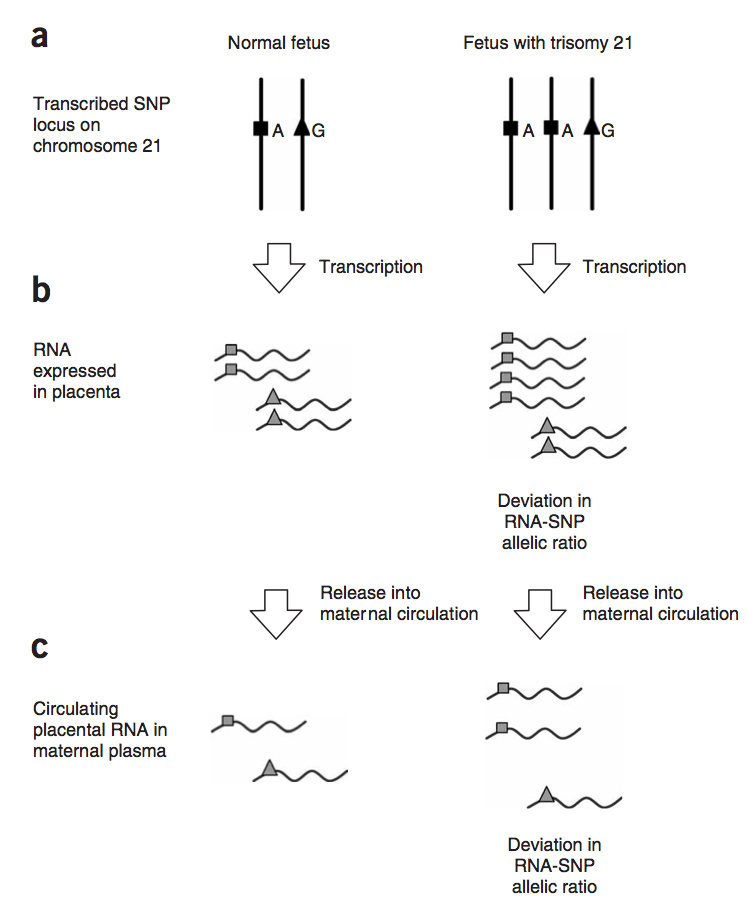 a
Normal fetus
Fetus with trisomy 21
Transcribed SNP
locus on
chromosome 21
A
G
A
A
G
Transcription
Transcription
b
RNA
expressed
in placenta
Deviation in
RNA-SNP
allelic ratio
Release into
maternal circulation
Release into
maternal circulation
c
Circulating
placental RNA in
maternal plasma
Deviation in
RNA-SNP
allelic ratio